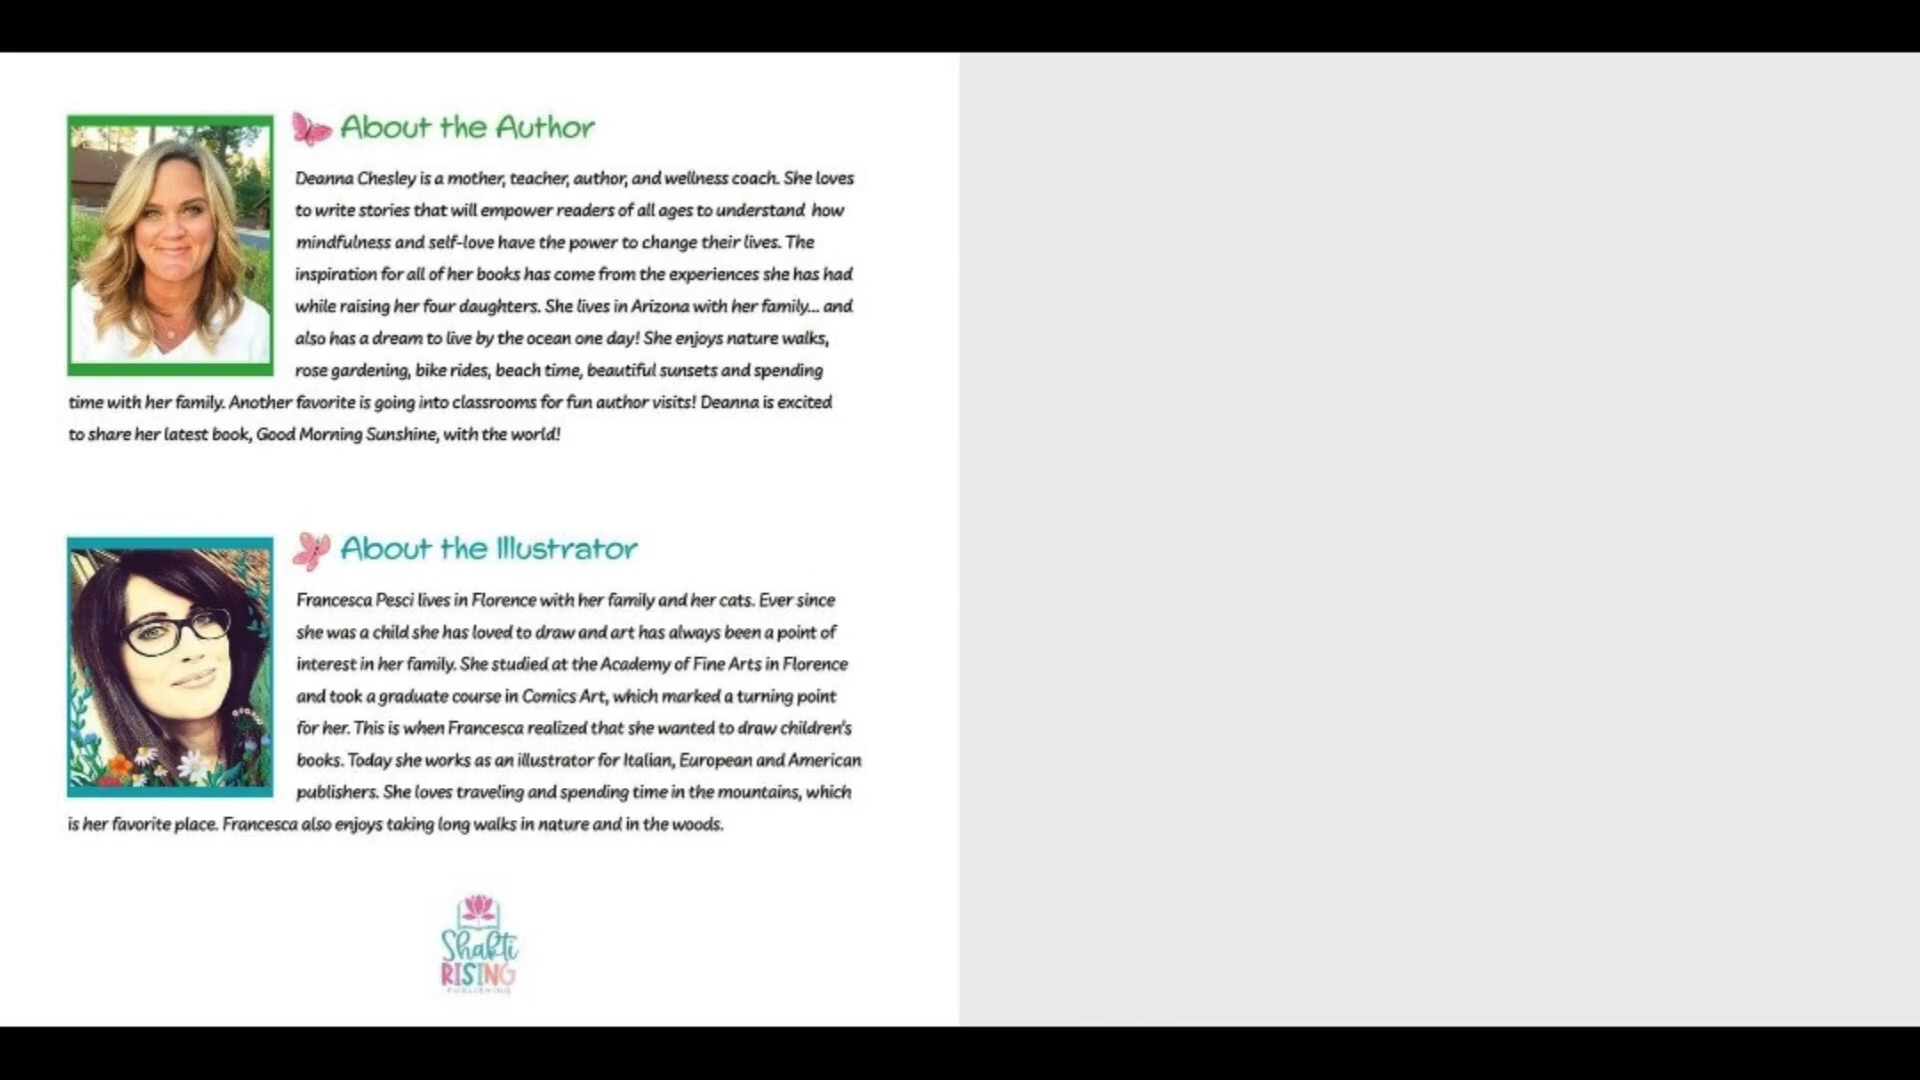 About the Author
Deanna Chesley is a mother, teacher, author, and wellness coach. She loves
to write stories that will empower readers of all ages to understand how
mindfulness and self-love have the power to change their lives. The
inspiration for all of her books has come from the experiences she has had
while raising her four daughters. She lives in Arizona with her family... and
also has a dream to live by the ocean one day! She enjoys nature walks,
rose gardening, bike rides, beach time, beautiful sunsets and spending
time with her family. Another favorite is going into classrooms for fun author visits! Deanna is excited
to share her latest book, Good Morning Sunshine, with the world!
About the Illustrator
Francesca Pesci lives in Florence with her family and her cats. Ever since
she was a child she has loved to draw and art has always been a point of
interest in her family. She studied at the Academy of Fine Arts in Florence
and took a graduate course in Comics Art, which marked a turning point
for her. This is when Francesca realized that she wanted to draw children's
books. Today she works as an illustrator for Italian, European and American
publishers. She loves traveling and spending time in the mountains, which
is her favorite place. Francesca also enjoys taking long walks in nature and in the woods.
Shakti
RISING
PUBLISHING